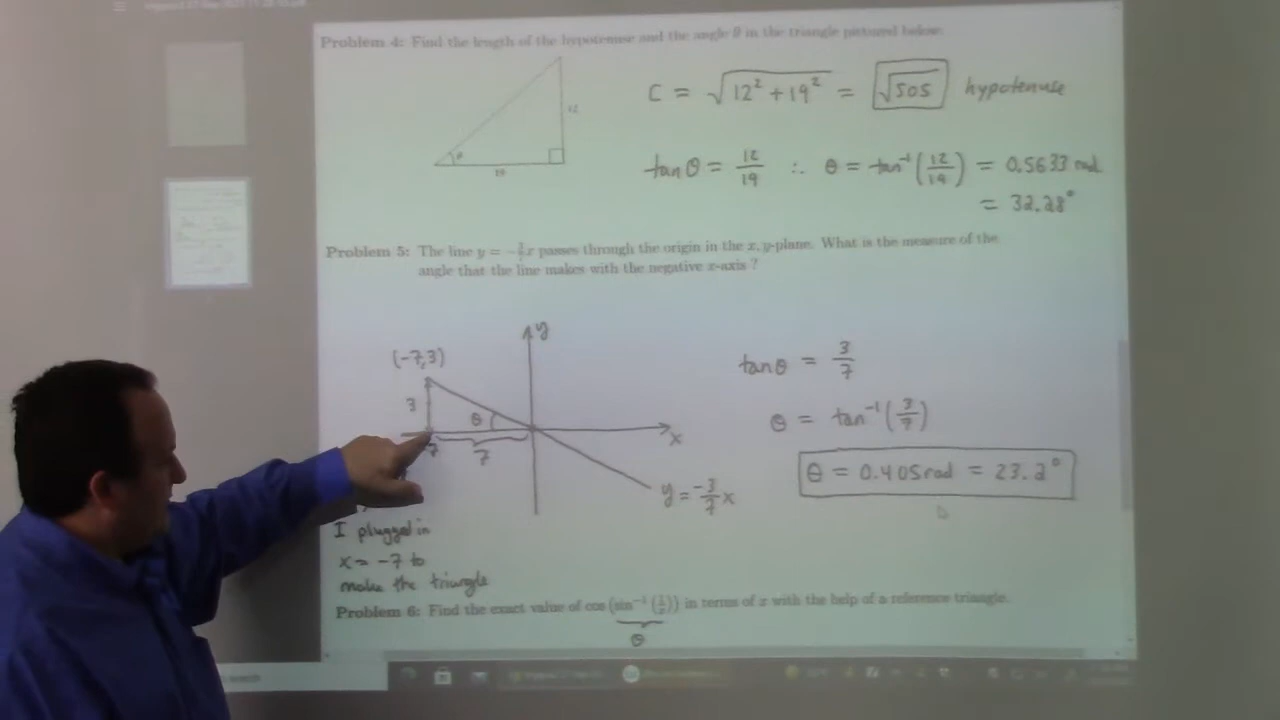 Problem 4: Find the length of the hypotenuse and the angle θ in the triangle pictured below:
12
θ
19
C = √(12² + 19²) = √505 hypotenuse
tanθ = 12/19 ∴ θ = tan⁻¹(12/19) = 0.5633 rad
= 32.28°
Problem 5: The line y = -3/7x passes through the origin in the x, y-plane. What is the measure of the
angle that the line makes with the negative x-axis ?
y
(-7,3)
3
θ
-7
7
x
y = -3/7 x
tanθ = 3/7
θ = tan⁻¹(3/7)
θ = 0.405 rad = 23.2°
I plugged in
x = -7 to
make the triangle
Problem 6: Find the exact value of cos (sin⁻¹ ()) in terms of x with the help of a reference triangle.
θ